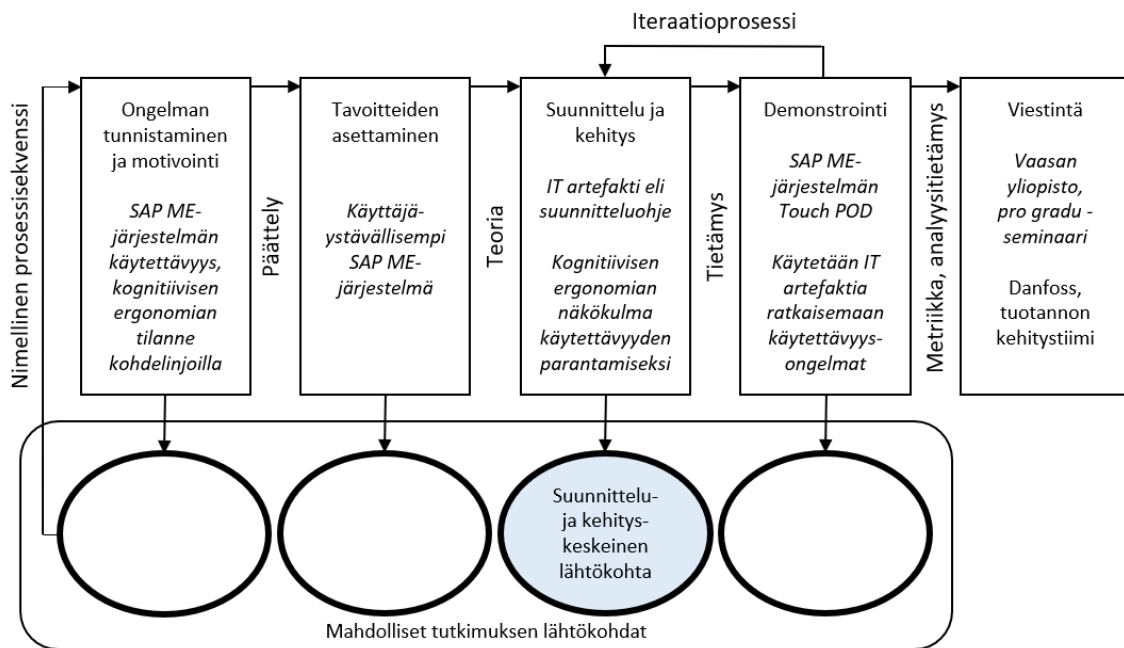 Iteraatioprosessi
Nimellinen prosessisekvenssi
Ongelman
tunnistaminen
ja motivointi
SAP ME-
järjestelmän
käytettävyys,
kognitiivisen
ergonomian
tilanne
kohdelinjoilla
Päättely
Tavoitteiden
asettaminen
Käyttäjä-
ystävällisempi
SAP ME-
järjestelmä
Teoria
Suunnittelu ja
kehitys
IT artefakti eli
suunnitteluohje
Kognitiivisen
ergonomian
näkökulma
käytettävyyden
parantamiseksi
Tietämys
Demonstrointi
SAP ME-
järjestelmän
Touch POD
Käytetään IT
artefaktia
ratkaisemaan
käytettävyys-
ongelmat
Metriikka, analyysitietämys
Viestintä
Vaasan
yliopisto,
pro gradu -
seminaari
Danfoss,
tuotannon
kehitystiimi
Suunnittelu-
ja kehitys-
keskeinen
lähtökohta
Mahdolliset tutkimuksen lähtökohdat